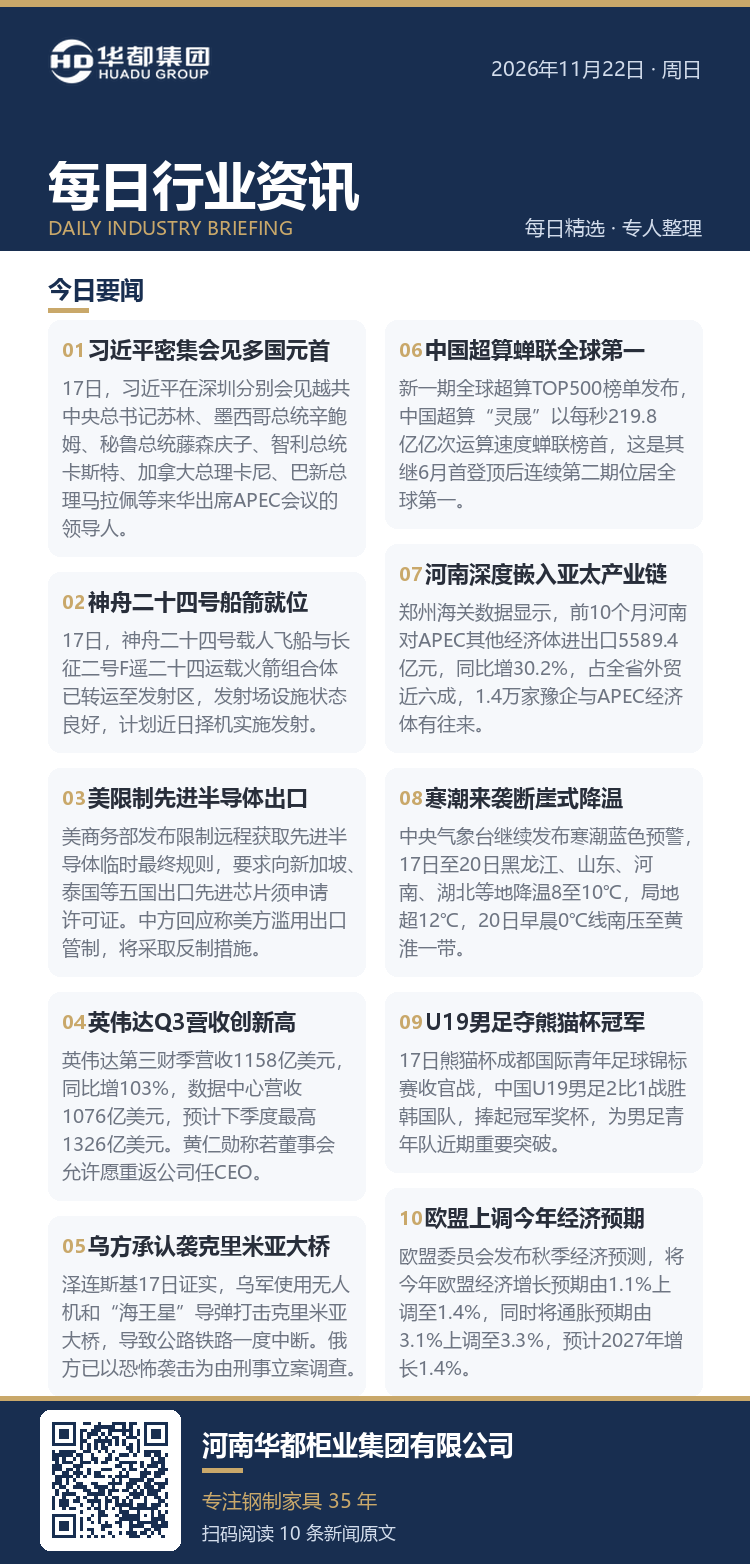 HD 华都集团
HUADU GROUP
2026年11月22日 · 周日
每日行业资讯
DAILY INDUSTRY BRIEFING
每日精选 · 专人整理
今日要闻
01 习近平密集会见多国元首
17日，习近平在深圳分别会见越共
中央总书记苏林、墨西哥总统辛鲍
姆、秘鲁总统藤森庆子、智利总统
卡斯特、加拿大总理卡尼、巴新总
理马拉佩等来华出席APEC会议的
领导人。
02 神舟二十四号船箭就位
17日，神舟二十四号载人飞船与长
征二号F遥二十四运载火箭组合体
已转运至发射区，发射场设施状态
良好，计划近日择机实施发射。
03 美限制先进半导体出口
美商务部发布限制远程获取先进半
导体临时最终规则，要求向新加坡、
泰国等五国出口先进芯片须申请
许可证。中方回应称美方滥用出口
管制，将采取反制措施。
04 英伟达Q3营收创新高
英伟达第三财季营收1158亿美元，
同比增103%，数据中心营收
1076亿美元，预计下季度最高
1326亿美元。黄仁勋称若董事会
允许愿重返公司任CEO。
05 乌方承认袭克里米亚大桥
泽连斯基17日证实，乌军使用无人
机和“海王星”导弹打击克里米亚
大桥，导致公路铁路一度中断。俄
方已以恐怖袭击为由刑事立案调查。
06 中国超算蝉联全球第一
新一期全球超算TOP500榜单发布，
中国超算“灵晟”以每秒219.8
亿亿次运算速度蝉联榜首，这是其
继6月首登顶后连续第二期位居全
球第一。
07 河南深度嵌入亚太产业链
郑州海关数据显示，前10个月河南
对APEC其他经济体进出口5589.4
亿元，同比增30.2%，占全省外贸
近六成，1.4万家豫企与APEC经济
体有往来。
08 寒潮来袭断崖式降温
中央气象台继续发布寒潮蓝色预警，
17日至20日黑龙江、山东、河
南、湖北等地降温8至10℃，局地
超12℃，20日早晨0℃线南压至黄
淮一带。
09 U19男足夺熊猫杯冠军
17日熊猫杯成都国际青年足球锦标
赛收官战，中国U19男足2比1战胜
韩国队，捧起冠军奖杯，为男足青
年队近期重要突破。
10 欧盟上调今年经济预期
欧盟委员会发布秋季经济预测，将
今年欧盟经济增长预期由1.1%上
调至1.4%，同时将通胀预期由
3.1%上调至3.3%，预计2027年增
长1.4%。
河南华都柜业集团有限公司
专注钢制家具 35 年
扫码阅读 10 条新闻原文